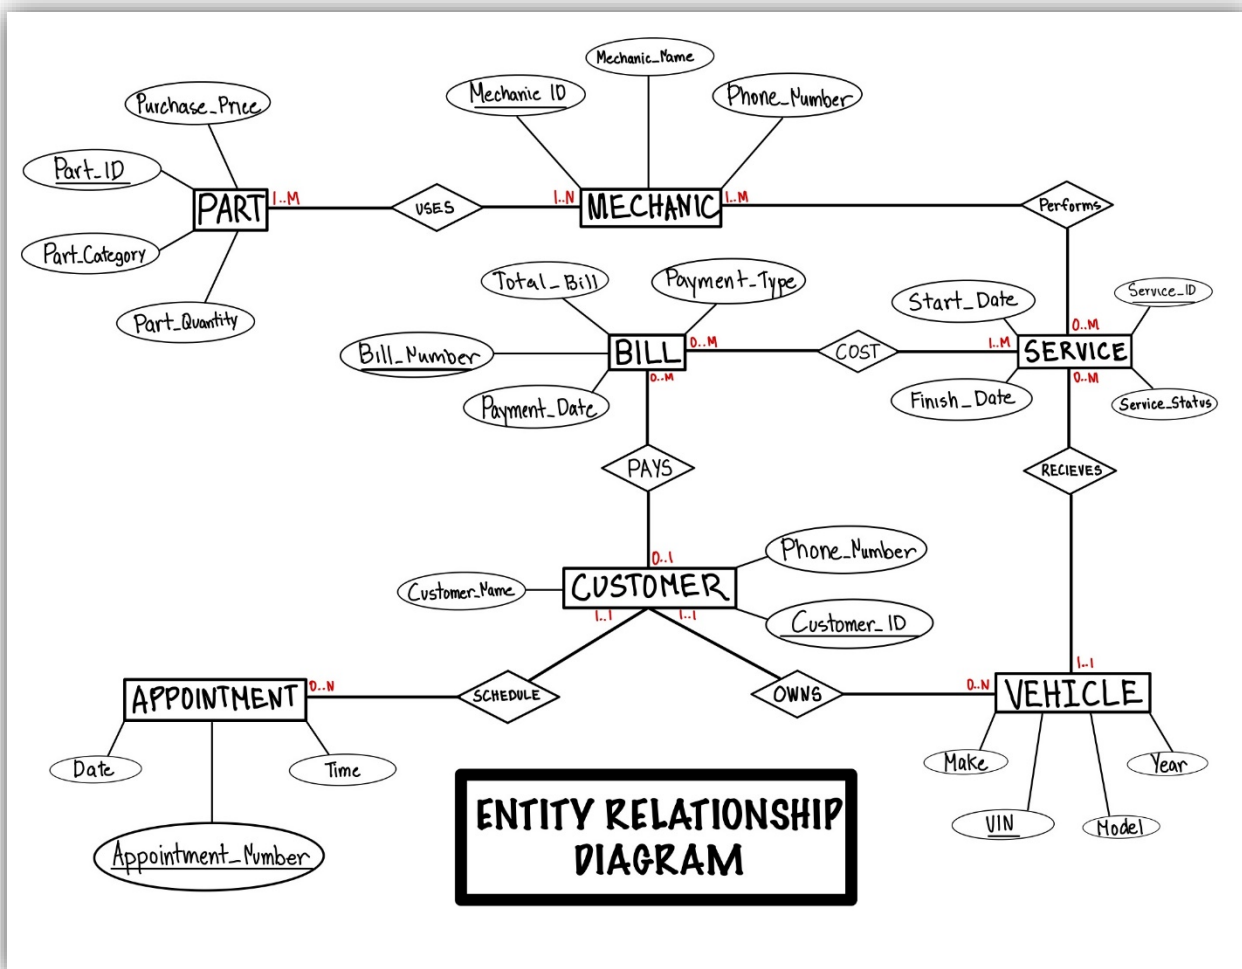 Mechanic_Name
Mechanic ID
Phone_Number
Purchase_Price
Part_ID
PART
1..M
USES
1..N
MECHANIC
1..M
Performs
Part_Category
Part_Quantity
Total_Bill
Payment_Type
Start_Date
Service_ID
0..M
Bill_Number
BILL
0..M
COST
1..M
SERVICE
0..M
0..M
Payment_Date
Finish_Date
Service_Status
PAYS
RECIEVES
0..1
Phone_Number
Customer_Name
CUSTOMER
1..1
1..1
Customer_ID
APPOINTMENT
0..N
SCHEDULE
OWNS
0..N
1..1
VEHICLE
Date
Time
Make
Year
VIN
Model
Appointment_Number
ENTITY RELATIONSHIP
DIAGRAM